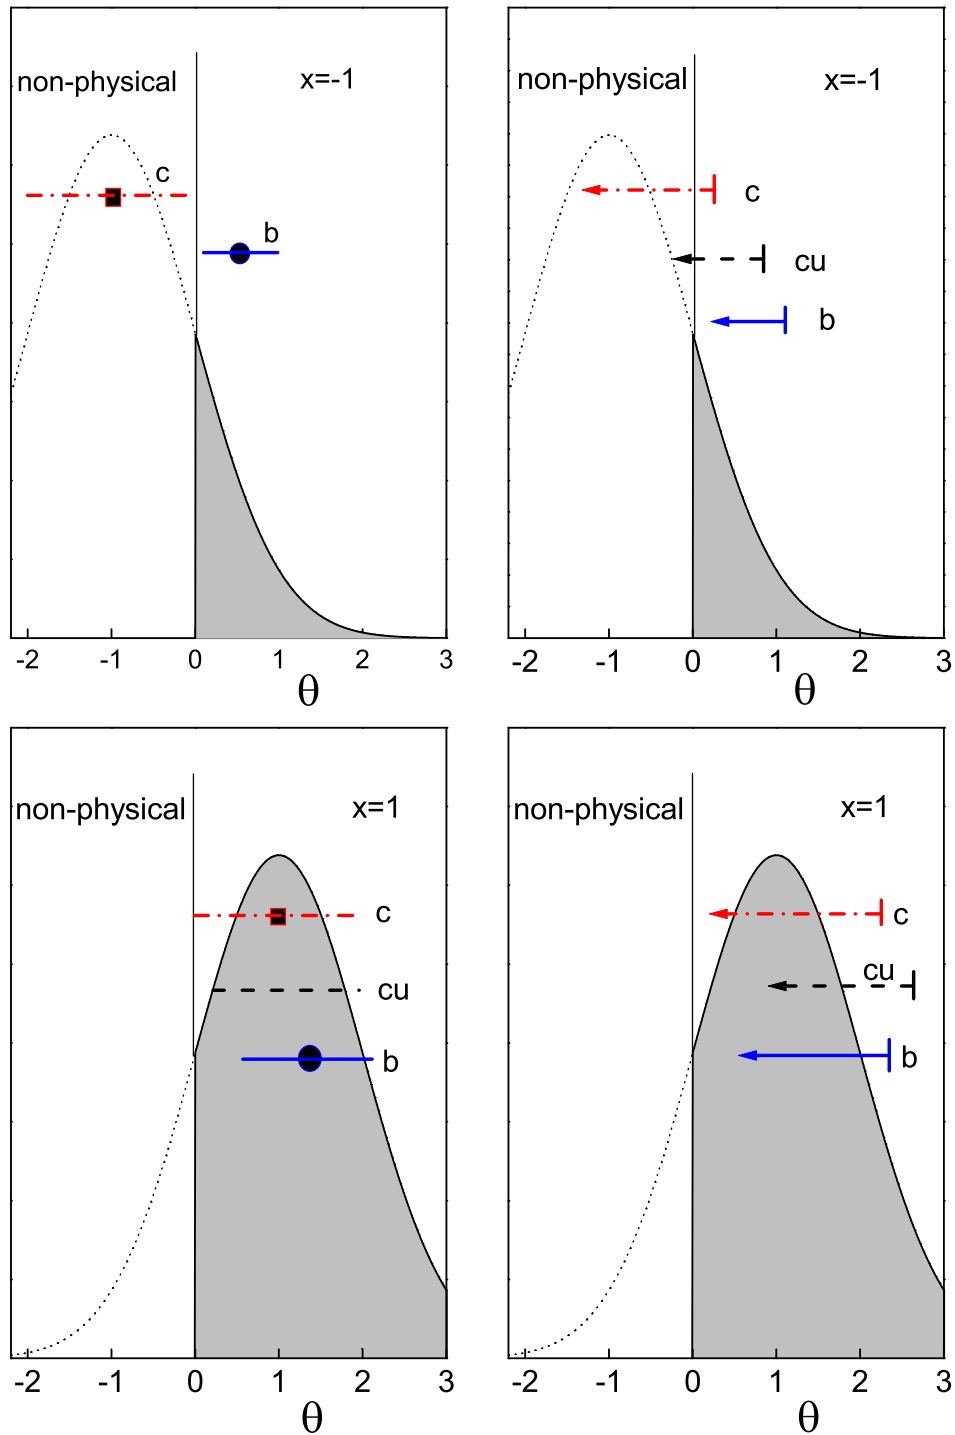 non-physical x=-1
c
b
-2 -1 0 1 2 3
θ
non-physical x=-1
c
cu
b
-2 -1 0 1 2 3
θ
non-physical x=1
c
cu
b
-2 -1 0 1 2 3
θ
non-physical x=1
c
cu
b
-2 -1 0 1 2 3
θ